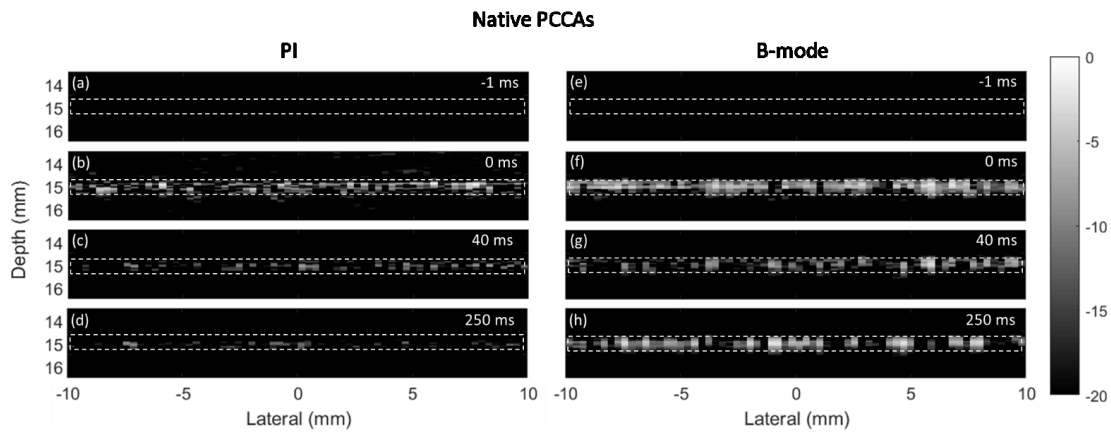 Native PCCAs
PI
B-mode
(a) -1 ms
14
15
16
(e) -1 ms
(b) 0 ms
14
15
16
(f) 0 ms
(c) 40 ms
14
15
16
(g) 40 ms
(d) 250 ms
14
15
16
(h) 250 ms
Depth (mm)
-10 -5 0 5 10
Lateral (mm)
-10 -5 0 5 10
Lateral (mm)
0
-5
-10
-15
-20